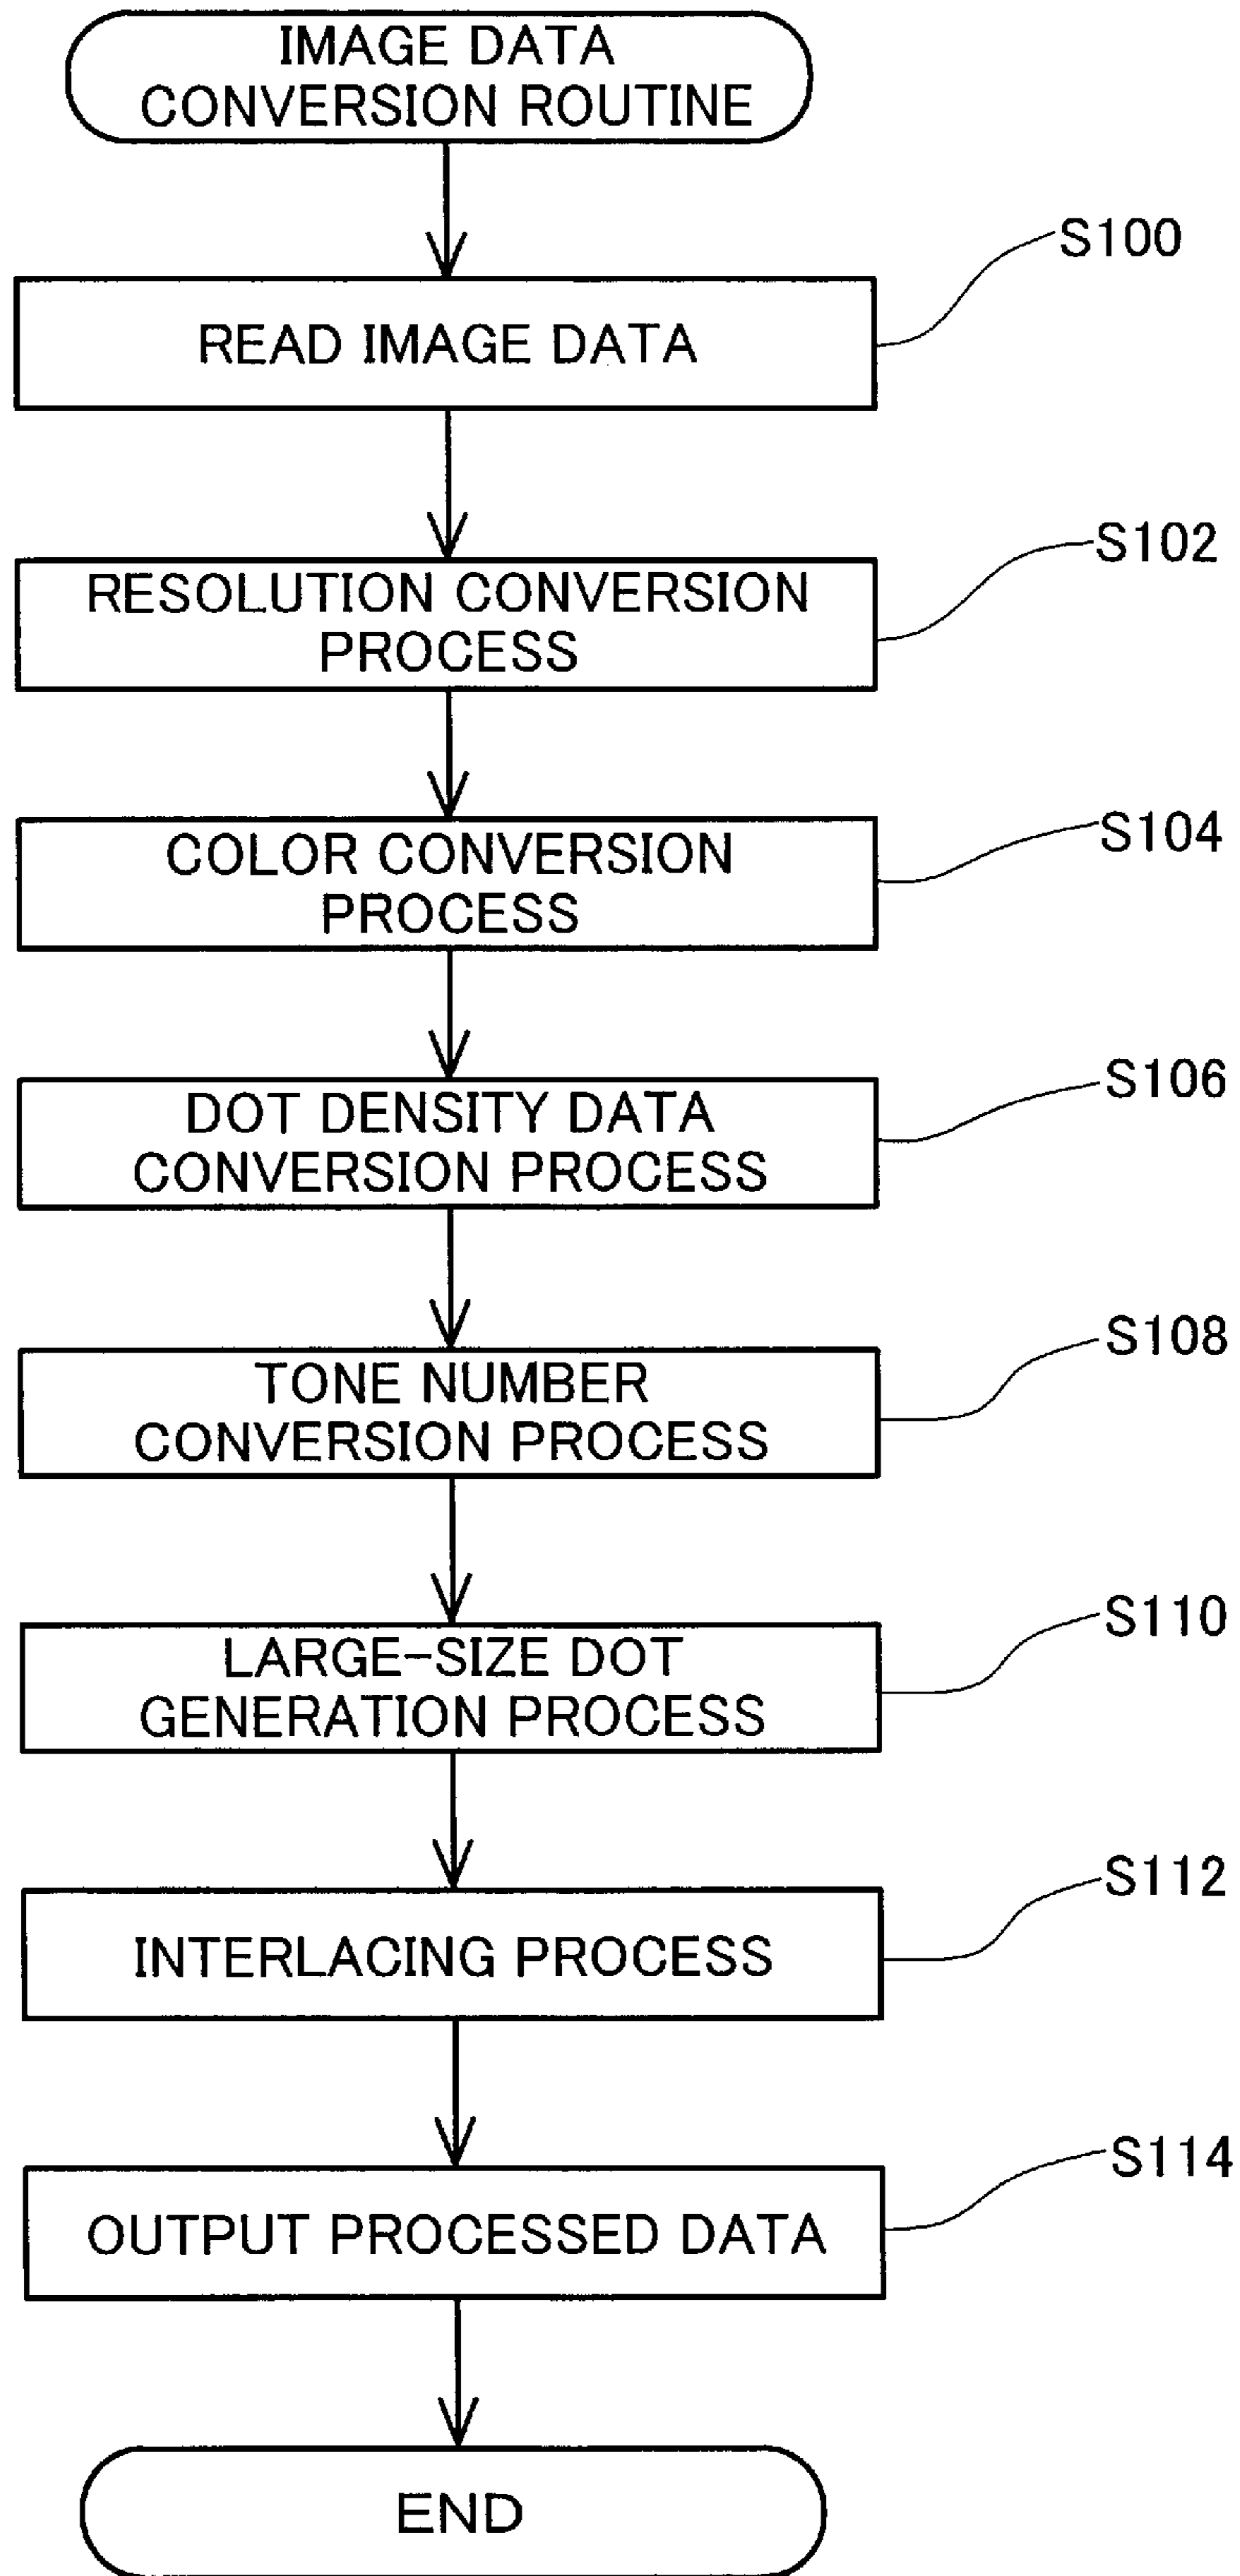 IMAGE DATA
CONVERSION ROUTINE
S100
READ IMAGE DATA
S102
RESOLUTION CONVERSION
PROCESS
S104
COLOR CONVERSION
PROCESS
S106
DOT DENSITY DATA
CONVERSION PROCESS
S108
TONE NUMBER
CONVERSION PROCESS
S110
LARGE-SIZE DOT
GENERATION PROCESS
S112
INTERLACING PROCESS
S114
OUTPUT PROCESSED DATA
END